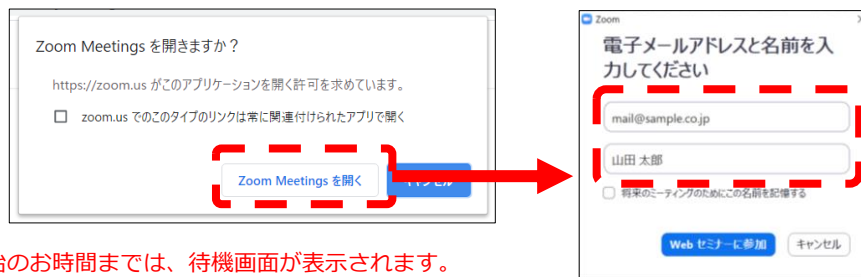 Zoom Meetings を開きますか？
https://zoom.us がこのアプリケーションを開く許可を求めています。
zoom.us でのこのタイプのリンクは常に関連付けられたアプリで開く
Zoom Meetings を開く
キャンセル
Zoom
電子メールアドレスと名前を入
力してください
mail@sample.co.jp
山田 太郎
将来のミーティングのためにこの名前を記憶する
Web セミナーに参加 キャンセル
のお時間までは、待機画面が表示されます。